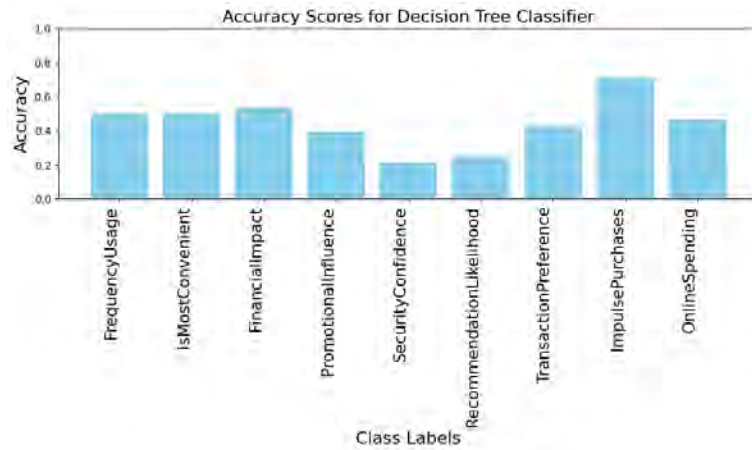 Accuracy Scores for Decision Tree Classifier
1.0
0.8
0.6
0.4
0.2
0.0
Accuracy
FrequencyUsage
isMostConvenient
FinancialImpact
PromotionalInfluence
SecurityConfidence
RecommendationLikelihood
TransactionPreference
ImpulsePurchases
OnlineSpending
Class Labels